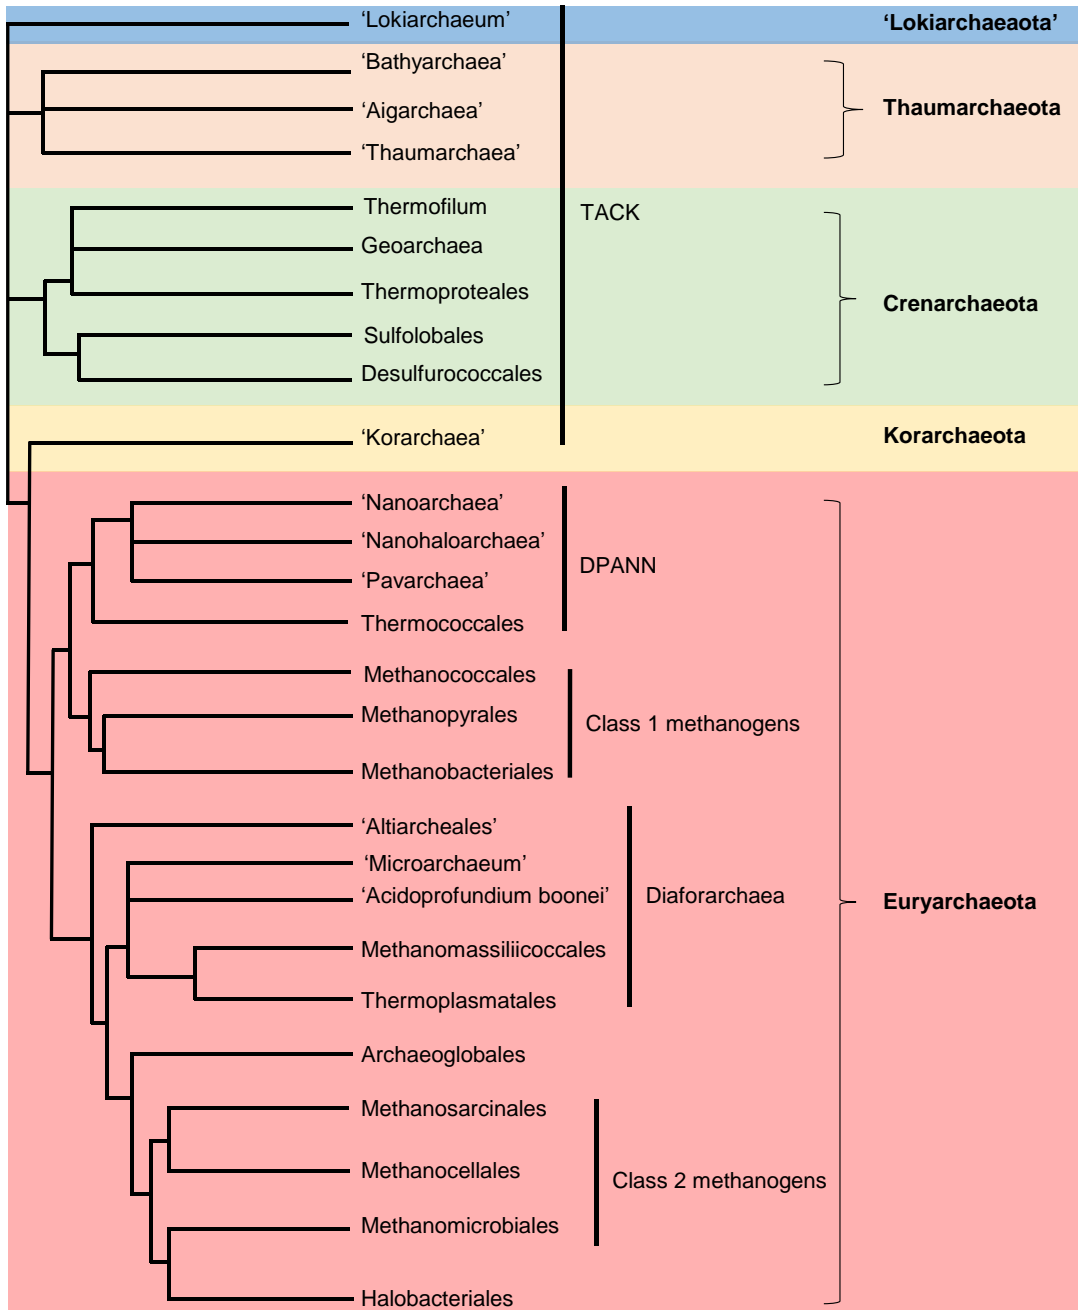 ‘Lokiarchaeum’
‘Lokiarchaeaota’
‘Bathyarchaea’
‘Aigarchaea’
Thaumarchaeota
‘Thaumarchaea’
Thermofilum
TACK
Geoarchaea
Thermoproteales
Crenarchaeota
Sulfolobales
Desulfurococcales
‘Korarchaea’
Korarchaeota
‘Nanoarchaea’
‘Nanohaloarchaea’
DPANN
‘Pavarchaea’
Thermococcales
Methanococcales
Methanopyrales
Class 1 methanogens
Methanobacteriales
‘Altiarcheales’
‘Microarchaeum’
‘Acidoprofundium boonei’
Diaforarchaea
Euryarchaeota
Methanomassiliicoccales
Thermoplasmatales
Archaeoglobales
Methanosarcinales
Methanocellales
Class 2 methanogens
Methanomicrobiales
Halobacteriales